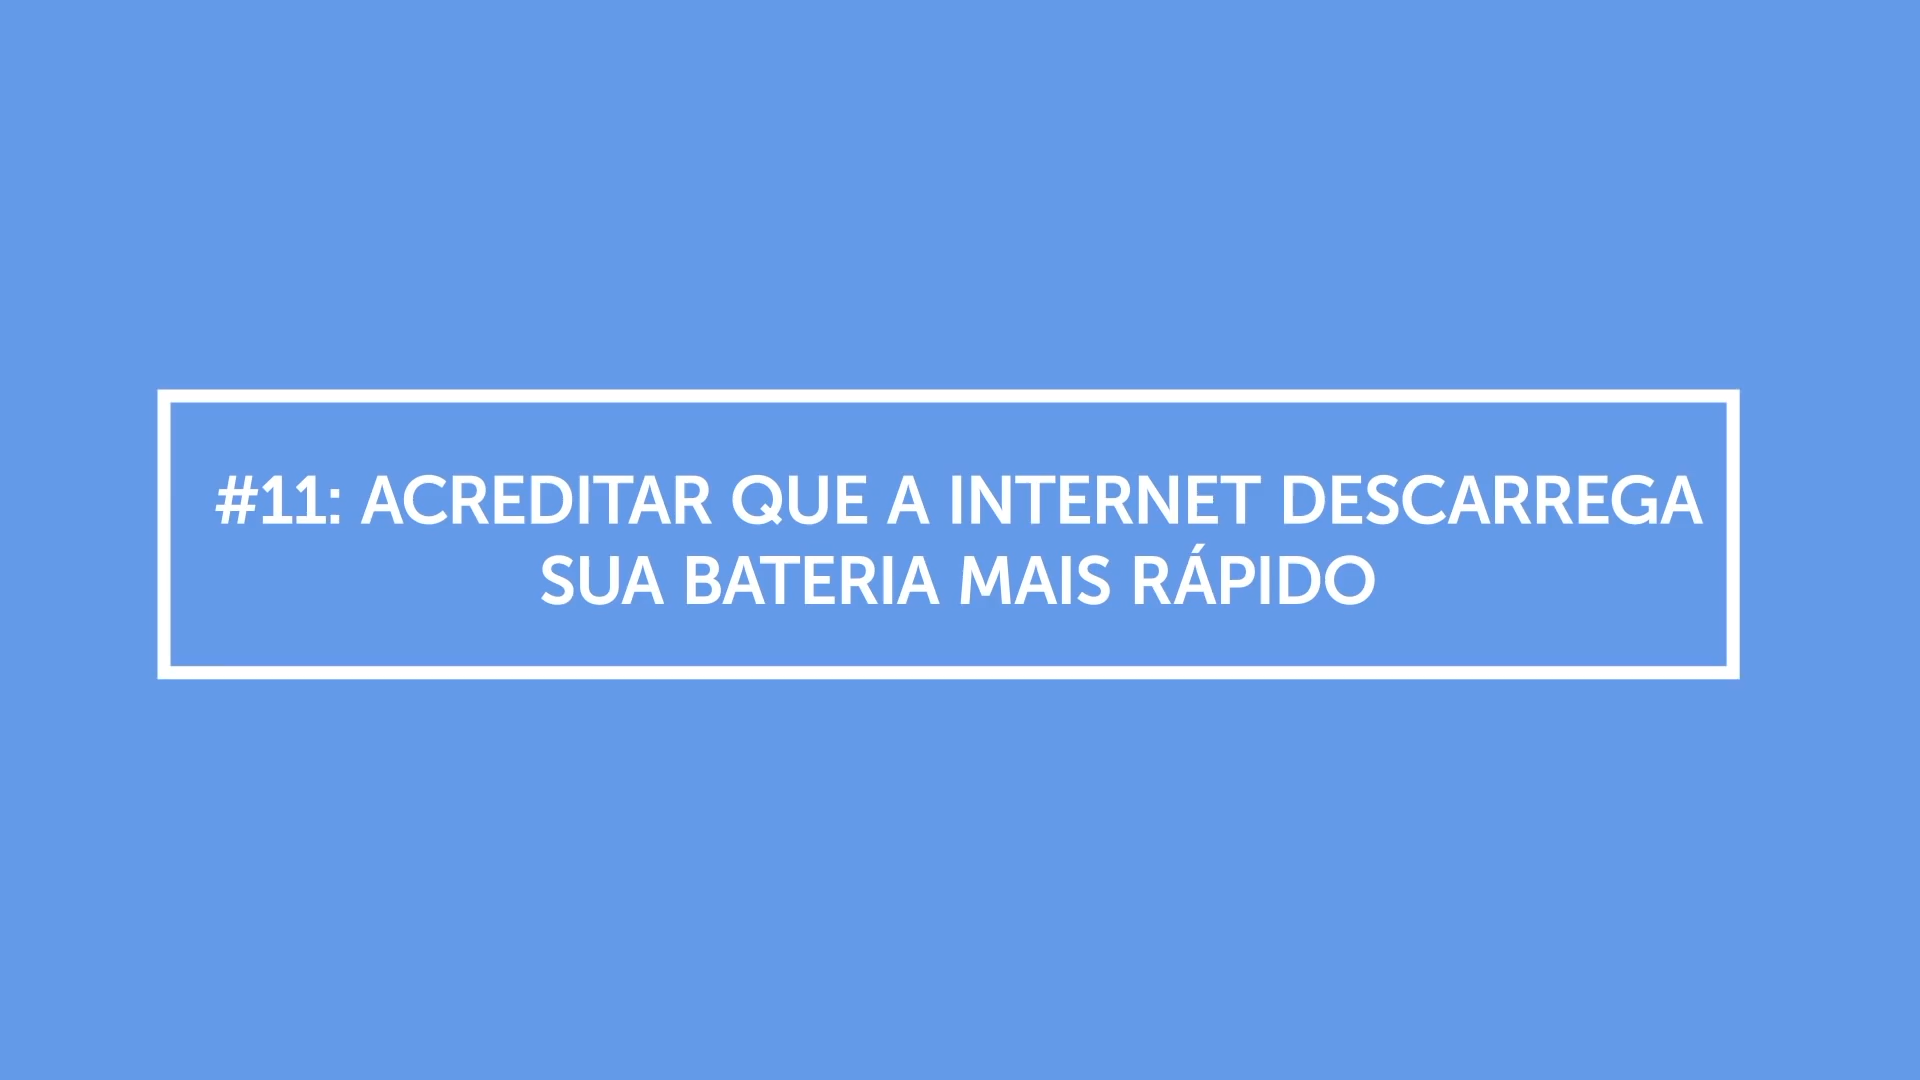 #11: ACREDITAR QUE A INTERNET DESCARREGA
SUA BATERIA MAIS RÁPIDO